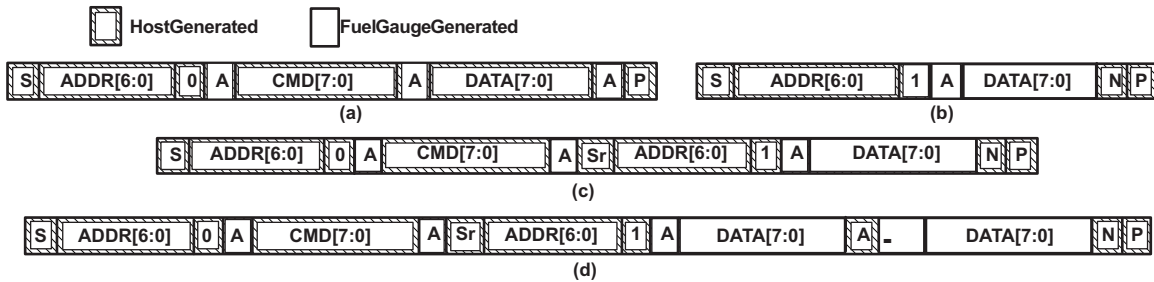 HostGenerated FuelGaugeGenerated
S ADDR[6:0] 0 A CMD[7:0] A DATA[7:0] A P S ADDR[6:0] 1 A DATA[7:0] N P
(a) (b)
S ADDR[6:0] 0 A CMD[7:0] A Sr ADDR[6:0] 1 A DATA[7:0] N P
(c)
S ADDR[6:0] 0 A CMD[7:0] A Sr ADDR[6:0] 1 A DATA[7:0] A - DATA[7:0] N P
(d)